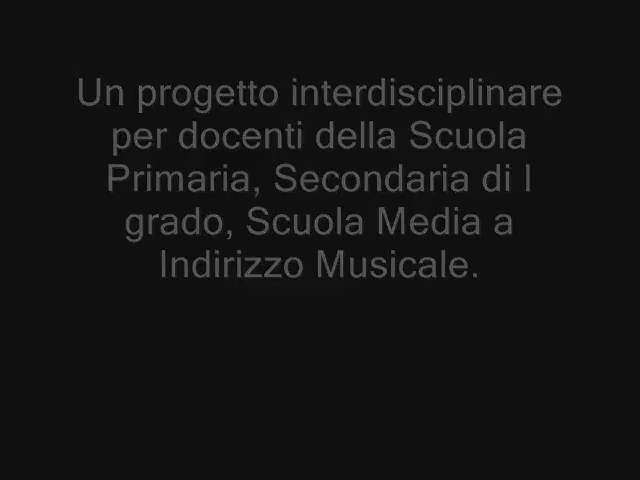 Un progetto interdisciplinare
per docenti della Scuola
Primaria, Secondaria di I
grado, Scuola Media a
Indirizzo Musicale.